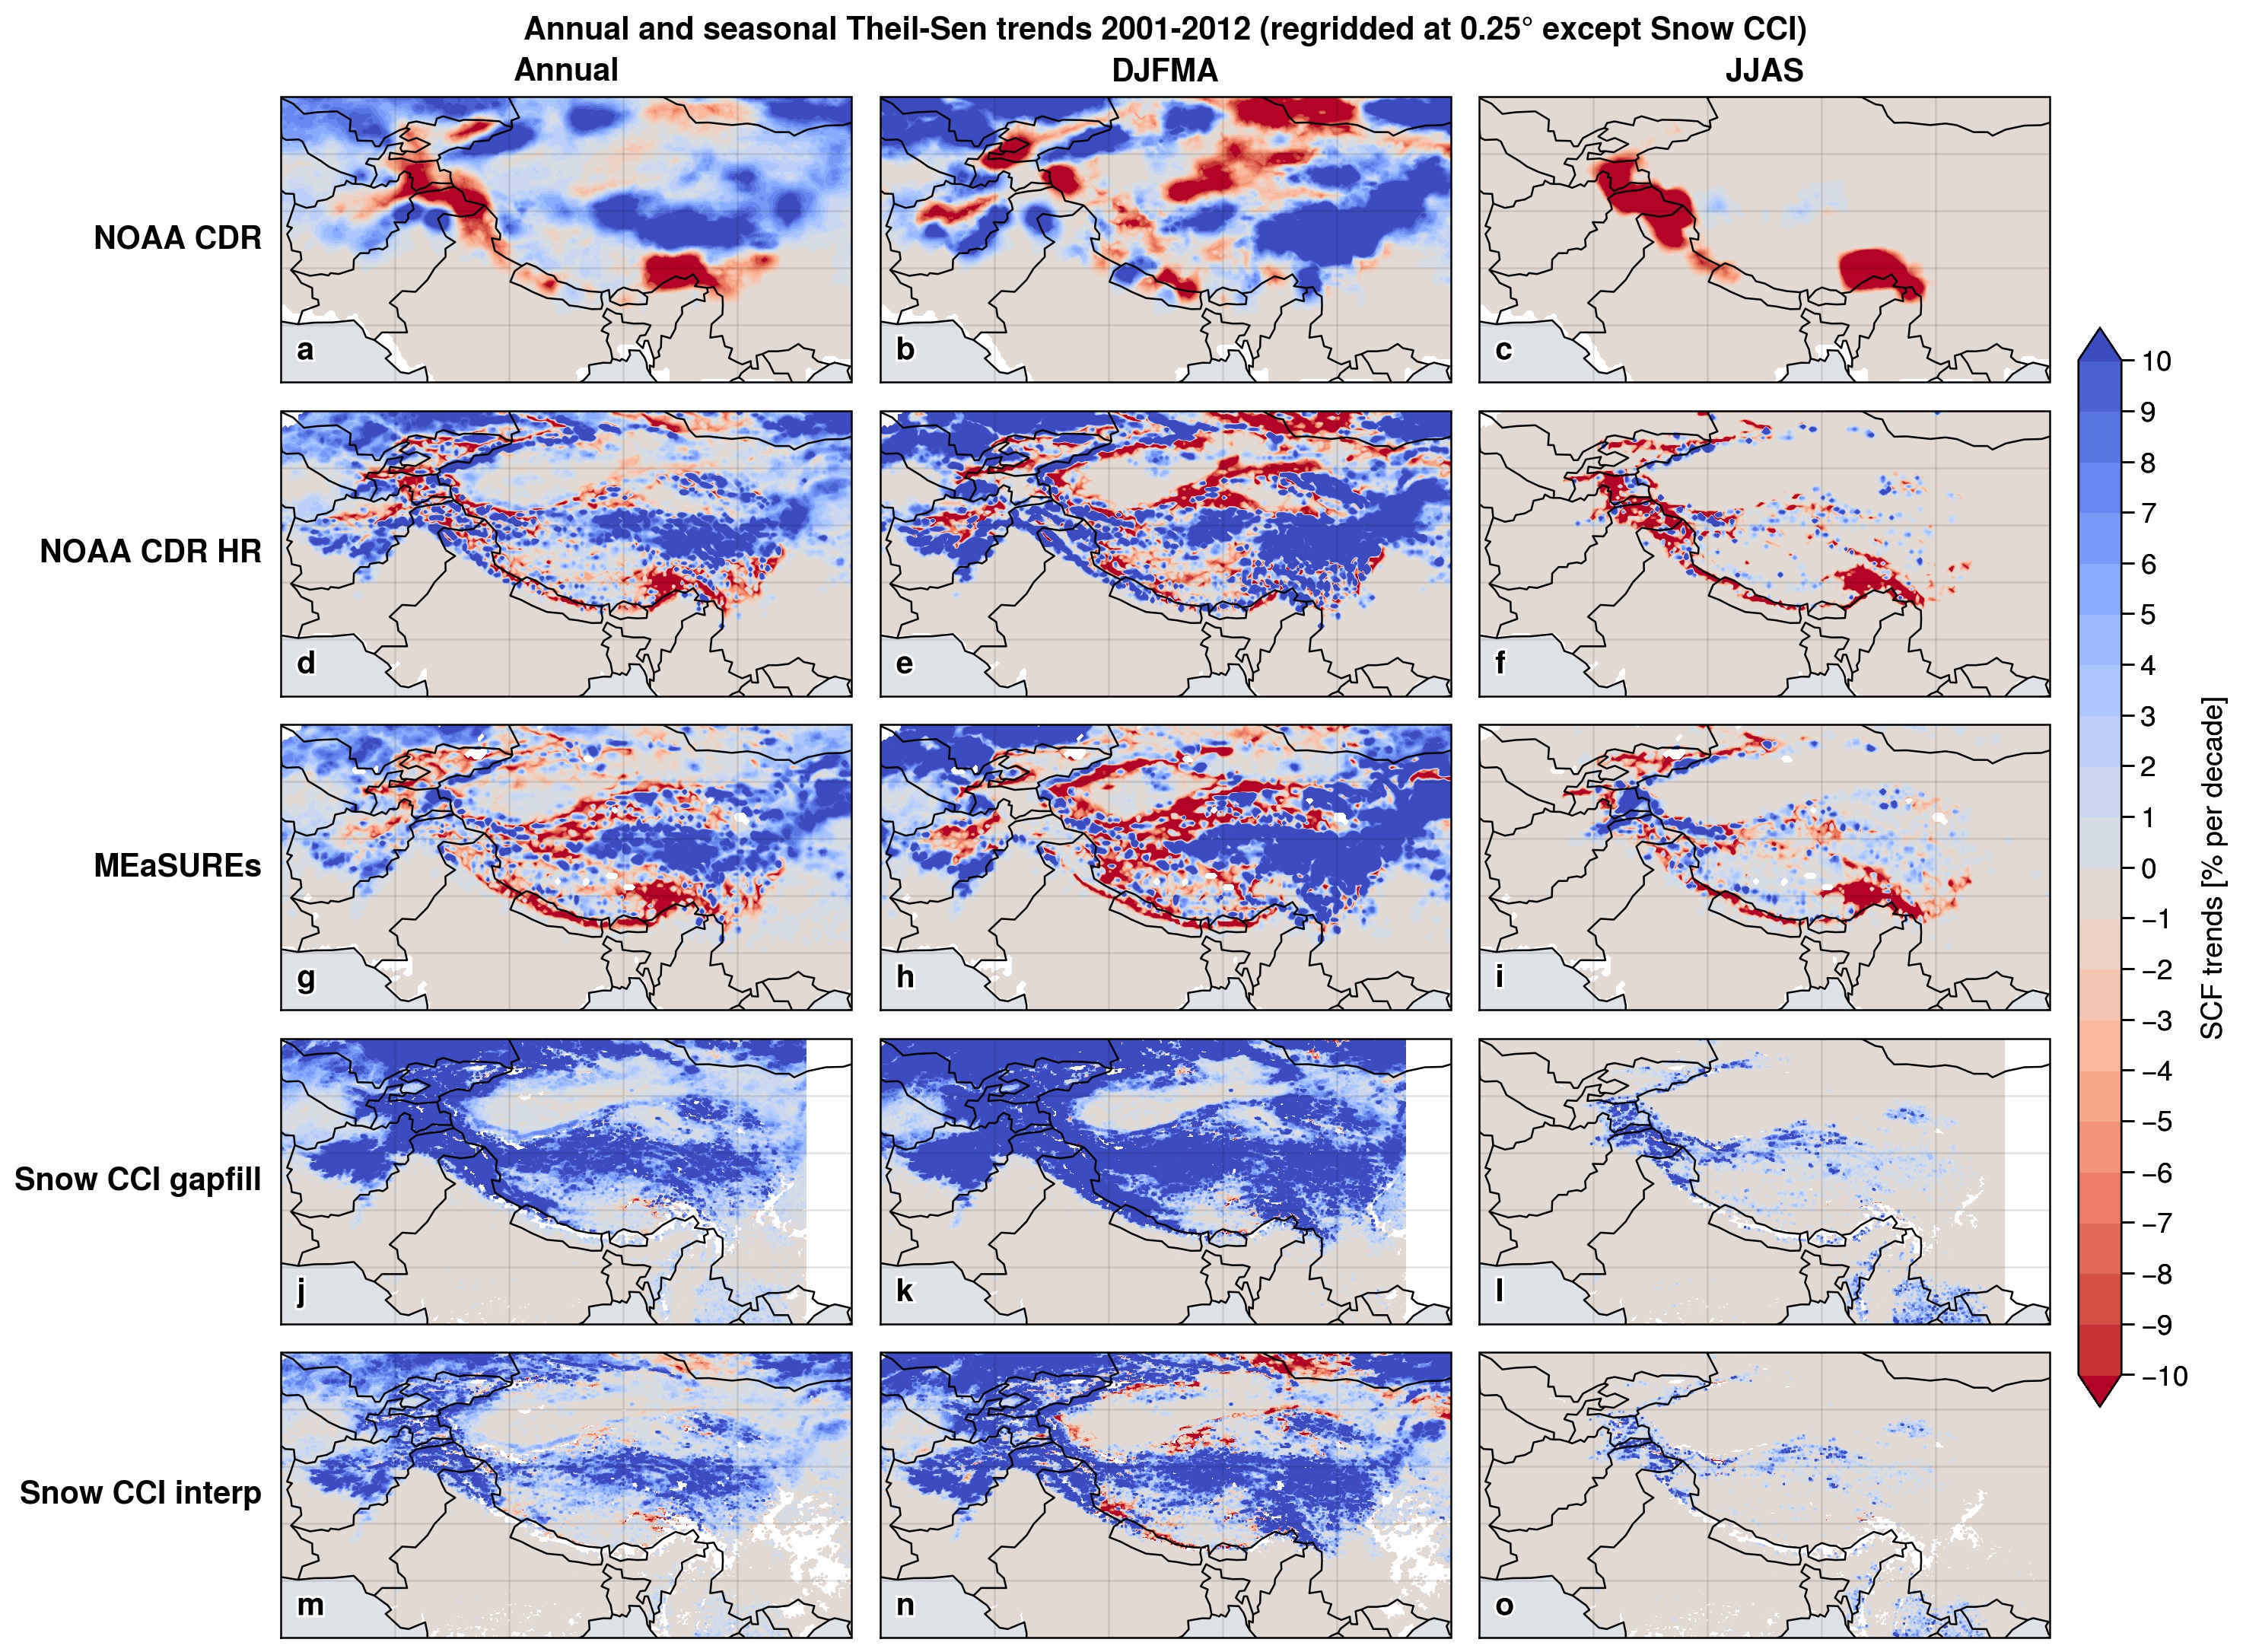 Annual and seasonal Theil-Sen trends 2001-2012 (regridded at 0.25° except Snow CCI)
Annual DJFMA JJAS
NOAA CDR
a b c
NOAA CDR HR
d e f
MEaSUREs
g h i
Snow CCI gapfill
j k l
Snow CCI interp
m n o
10
9
8
7
6
5
4
3
2
1
0
−1
−2
−3
−4
−5
−6
−7
−8
−9
−10
SCF trends [% per decade]